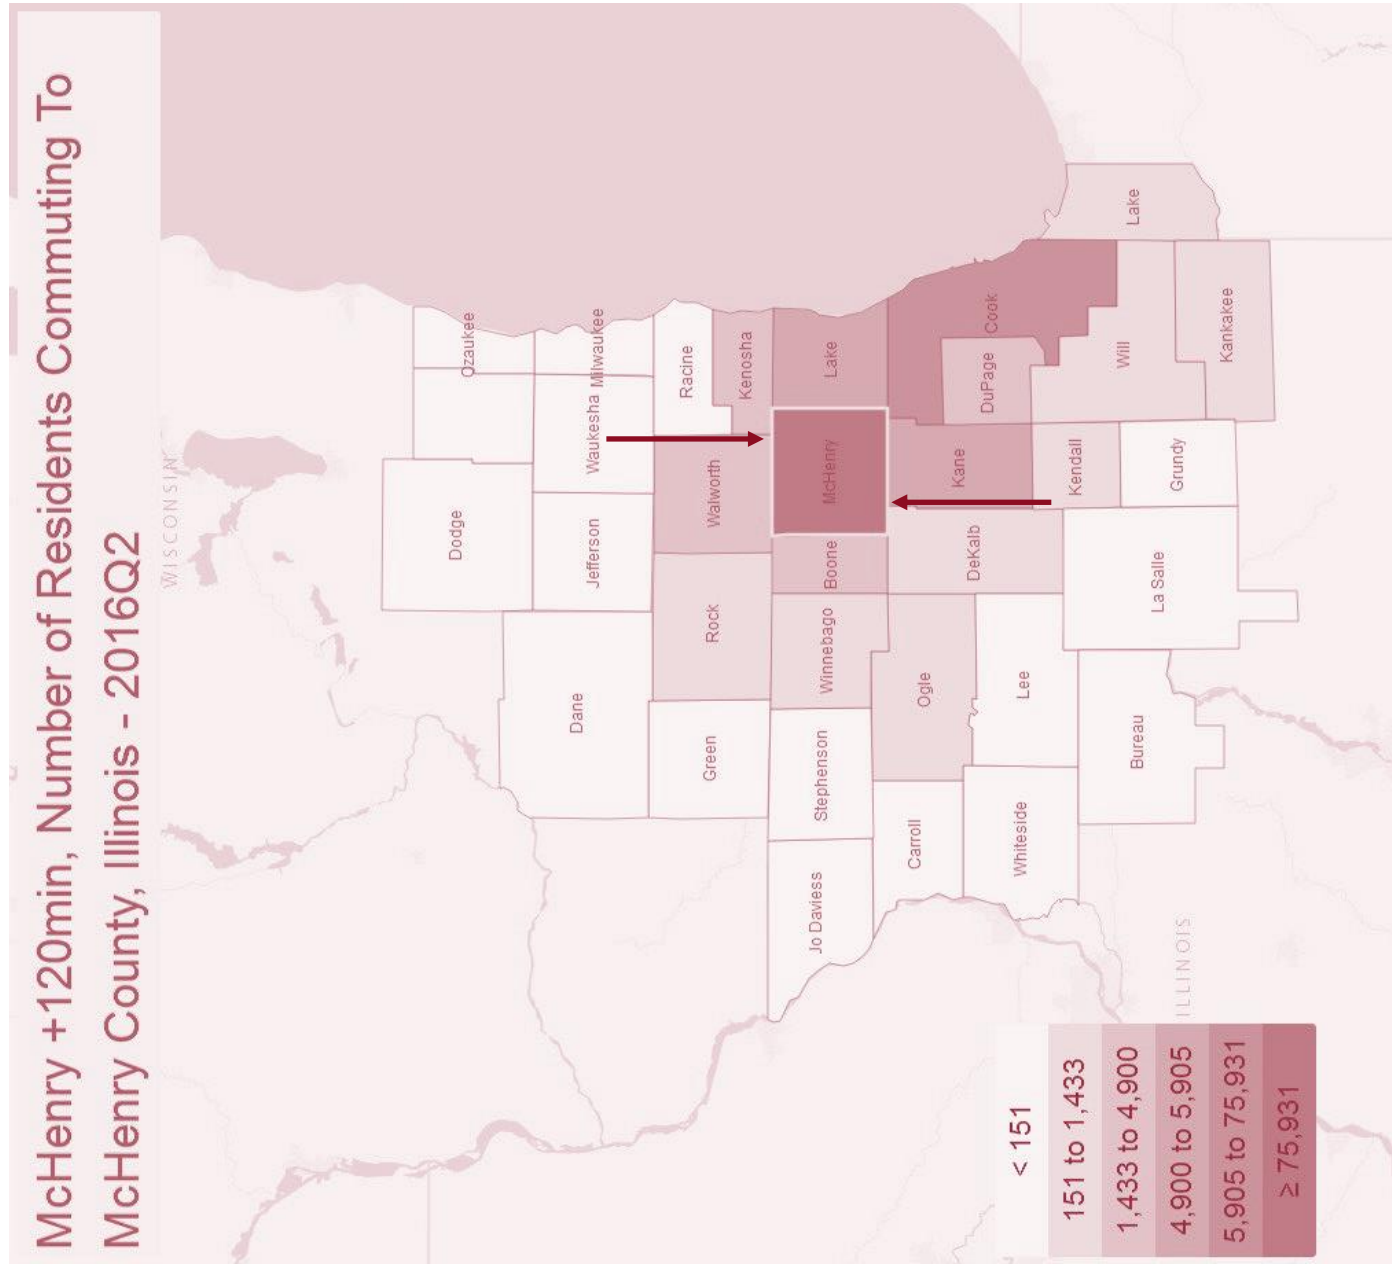 McHenry +120min, Number of Residents Commuting To
McHenry County, Illinois - 2016Q2
WISCONSIN
Dodge
Ozaukee
Dane
Jefferson
Waukesha
Milwaukee
Green
Rock
Walworth
Racine
Kenosha
Jo Daviess
Stephenson
Winnebago
Boone
McHenry
Lake
Carroll
Ogle
DeKalb
Kane
DuPage
Cook
Whiteside
Lee
Kendall
Will
Lake
Bureau
La Salle
Grundy
Kankakee
ILLINOIS
< 151
151 to 1,433
1,433 to 4,900
4,900 to 5,905
5,905 to 75,931
≥ 75,931